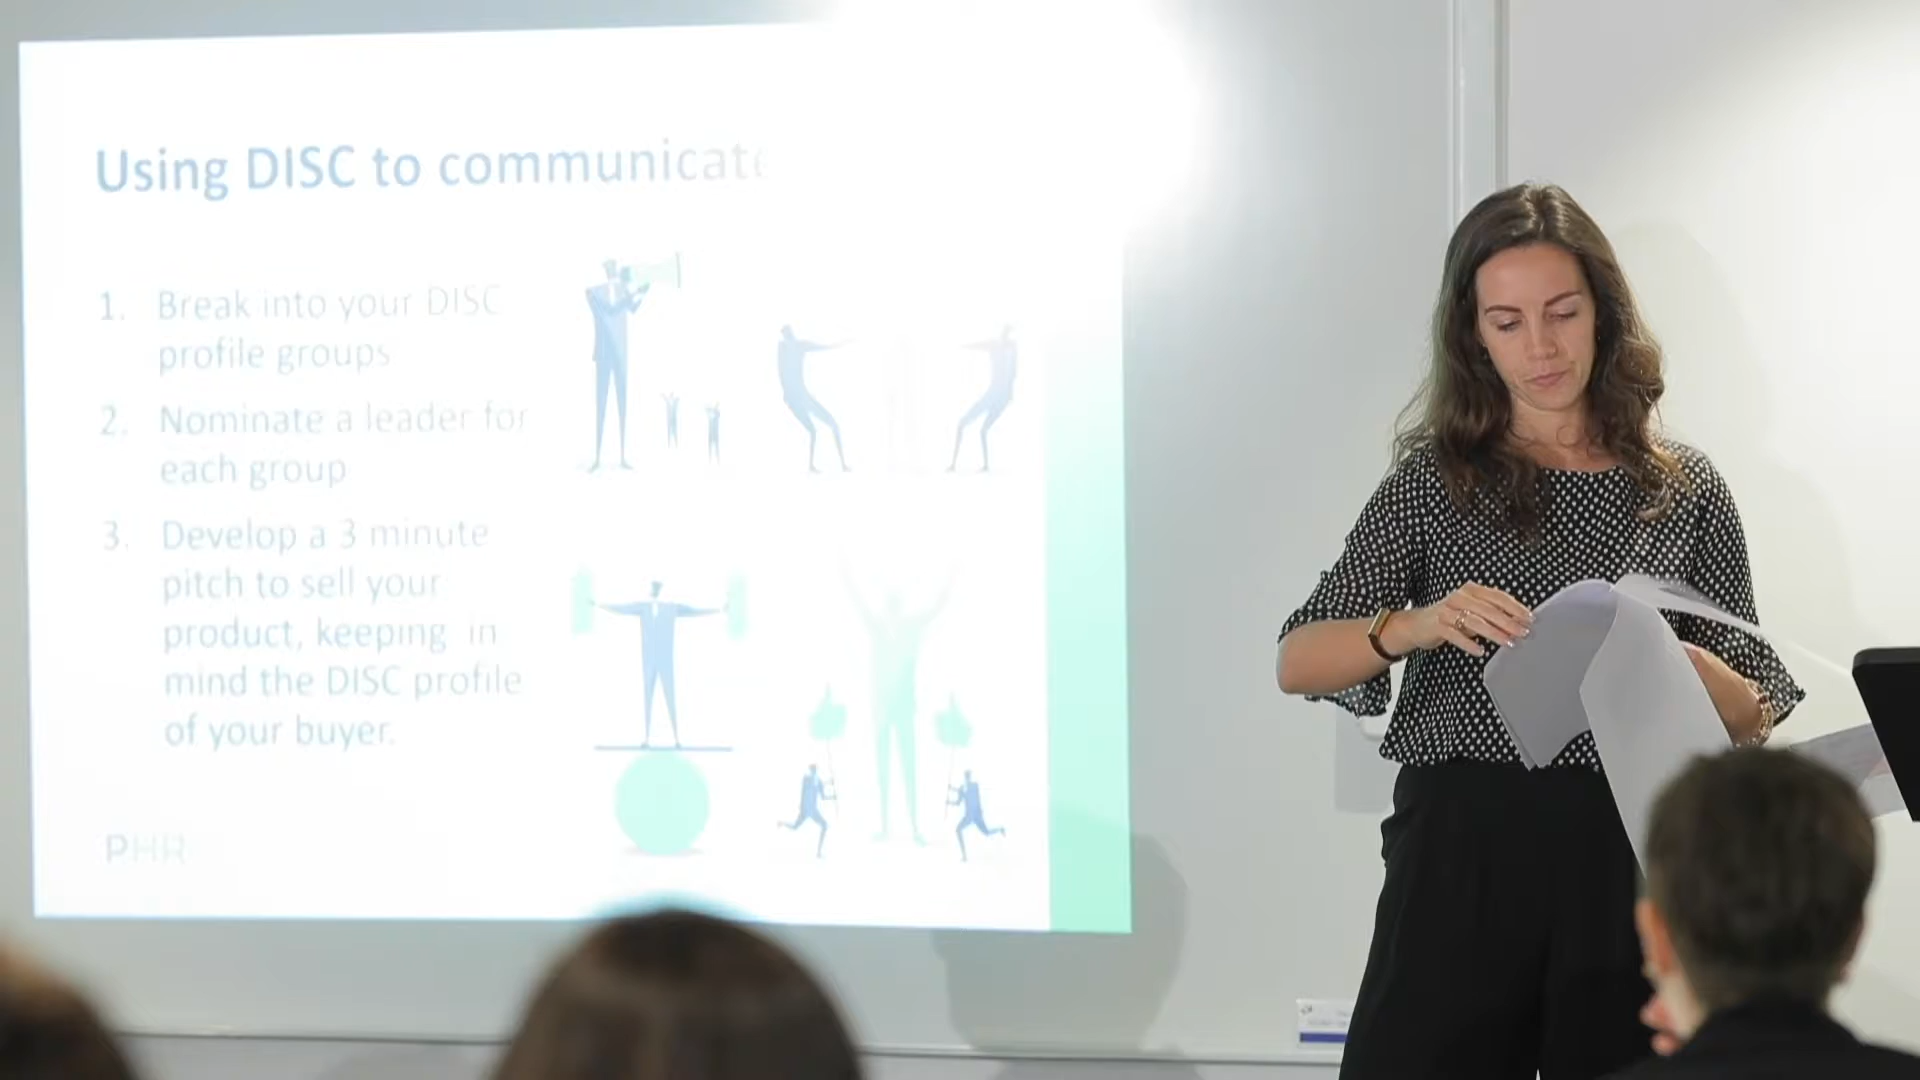 Using DISC to communicate
1. Break into your DISC
profile groups
2. Nominate a leader for
each group
3. Develop a 3 minute
pitch to sell your
product, keeping in
mind the DISC profile
of your buyer.
PHR